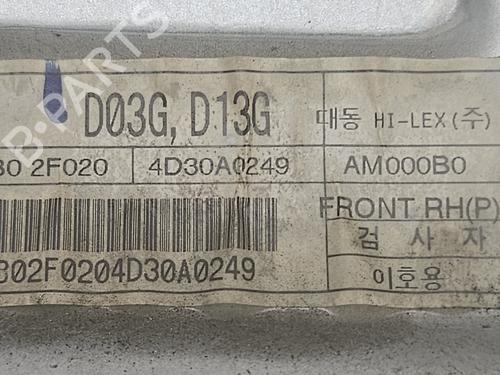 B-PARTS
D03G, D13G
대동 HI-LEX(주)
2F020
4D30A0249
AM000B0
FRONT RH(P)
검 사 자
302F0204D30A0249
이호용